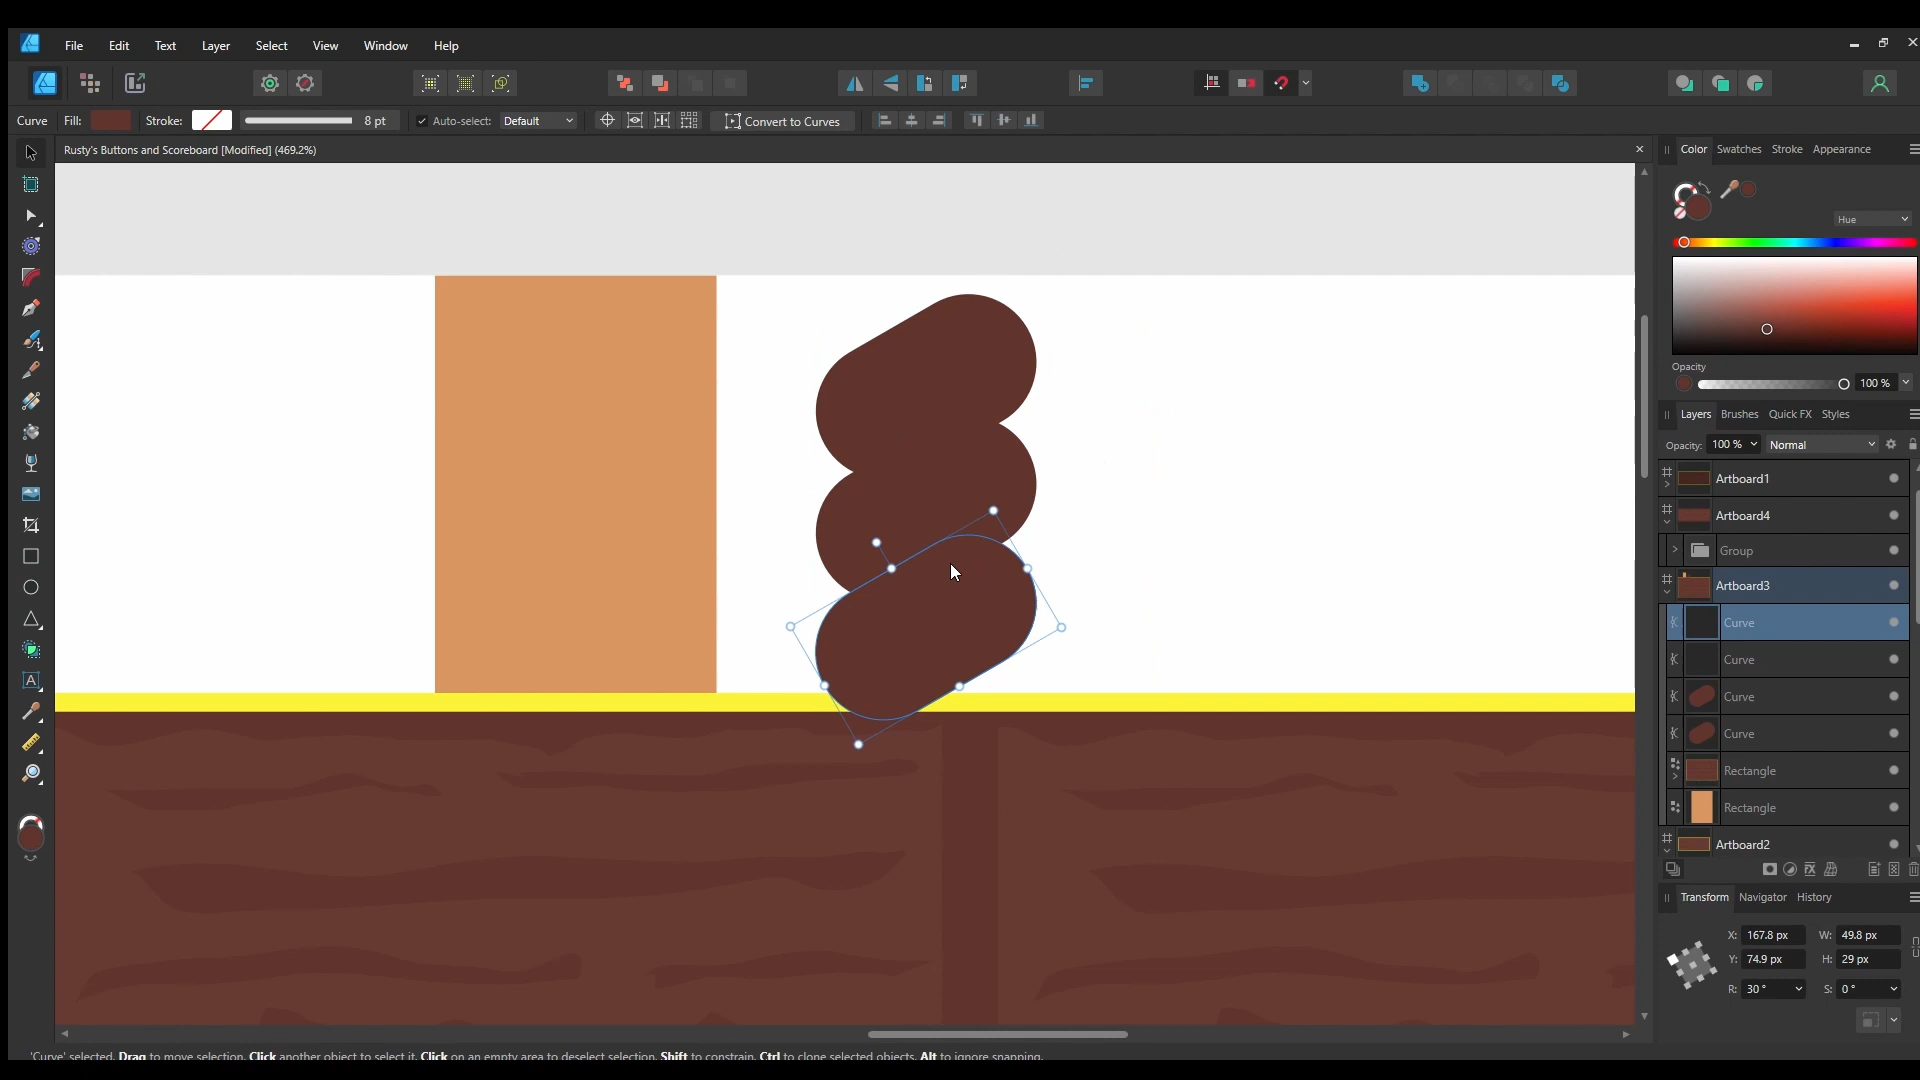 File Edit Text Layer Select View Window Help
Curve Fill: Stroke: 8 pt Auto-select: Default Convert to Curves
Rusty's Buttons and Scoreboard [Modified] (469.2%)
Color Swatches Stroke Appearance
Hue
Opacity
100 %
Layers Brushes Quick FX Styles
Opacity: 100 % Normal
Artboard1
Artboard4
Group
Artboard3
Curve
Curve
Curve
Curve
Rectangle
Rectangle
Artboard2
Transform Navigator History
X: 167.8 px W: 49.8 px
Y: 74.9 px H: 29 px
R: 30 ° S: 0 °
'Curve' selected. Drag to move selection. Click another object to select it. Click on an empty area to deselect selection. Shift to constrain. Ctrl to clone selected objects. Alt to ignore snapping.